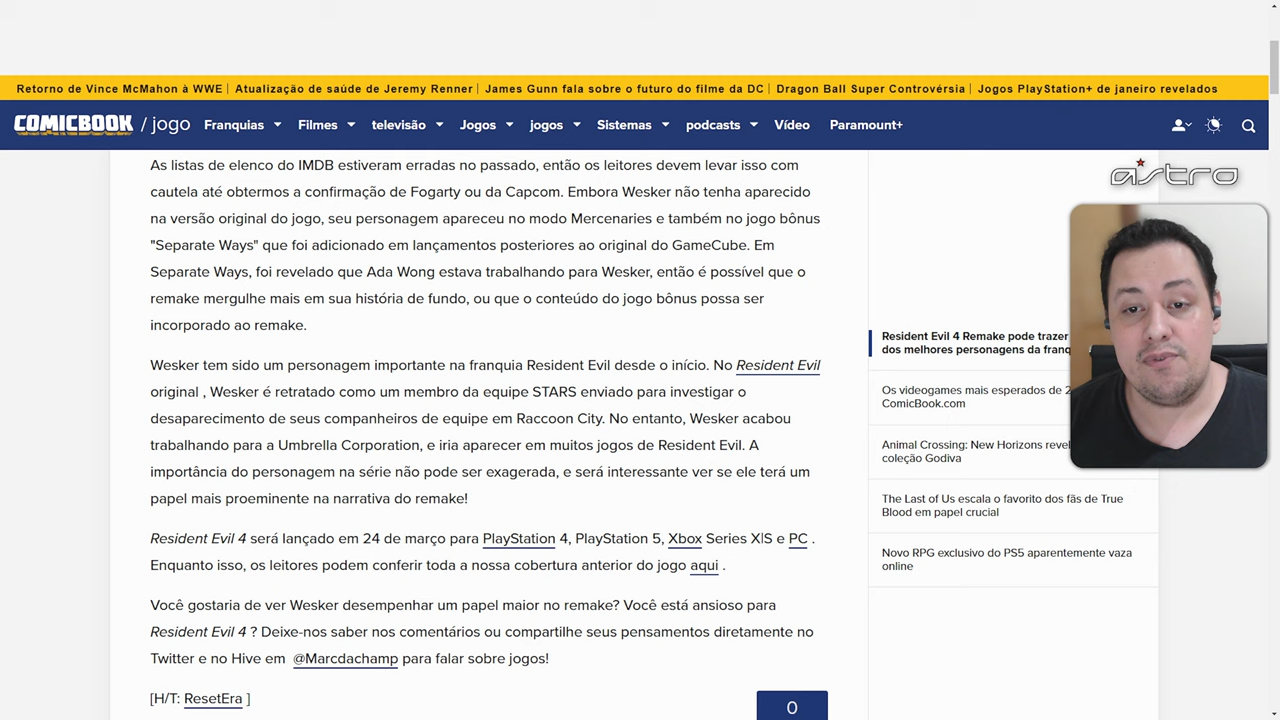 Retorno de Vince McMahon à WWE | Atualização de saúde de Jeremy Renner | James Gunn fala sobre o futuro do filme da DC | Dragon Ball Super Controvérsia | Jogos PlayStation+ de janeiro revelados
COMICBOOK / jogo Franquias Filmes televisão Jogos jogos Sistemas podcasts Vídeo Paramount+
As listas de elenco do IMDB estiveram erradas no passado, então os leitores devem levar isso com
cautela até obtermos a confirmação de Fogarty ou da Capcom. Embora Wesker não tenha aparecido
na versão original do jogo, seu personagem apareceu no modo Mercenaries e também no jogo bônus
"Separate Ways" que foi adicionado em lançamentos posteriores ao original do GameCube. Em
Separate Ways, foi revelado que Ada Wong estava trabalhando para Wesker, então é possível que o
remake mergulhe mais em sua história de fundo, ou que o conteúdo do jogo bônus possa ser
incorporado ao remake.
Wesker tem sido um personagem importante na franquia Resident Evil desde o início. No Resident Evil
original , Wesker é retratado como um membro da equipe STARS enviado para investigar o
desaparecimento de seus companheiros de equipe em Raccoon City. No entanto, Wesker acabou
trabalhando para a Umbrella Corporation, e iria aparecer em muitos jogos de Resident Evil. A
importância do personagem na série não pode ser exagerada, e será interessante ver se ele terá um
papel mais proeminente na narrativa do remake!
Resident Evil 4 será lançado em 24 de março para PlayStation 4, PlayStation 5, Xbox Series X|S e PC .
Enquanto isso, os leitores podem conferir toda a nossa cobertura anterior do jogo aqui .
Você gostaria de ver Wesker desempenhar um papel maior no remake? Você está ansioso para
Resident Evil 4 ? Deixe-nos saber nos comentários ou compartilhe seus pensamentos diretamente no
Twitter e no Hive em @Marcdachamp para falar sobre jogos!
[H/T: ResetEra ]
0
astro
Resident Evil 4 Remake pode trazer
dos melhores personagens da franq
Os videogames mais esperados de 2
ComicBook.com
Animal Crossing: New Horizons revel
coleção Godiva
The Last of Us escala o favorito dos fãs de True
Blood em papel crucial
Novo RPG exclusivo do PS5 aparentemente vaza
online